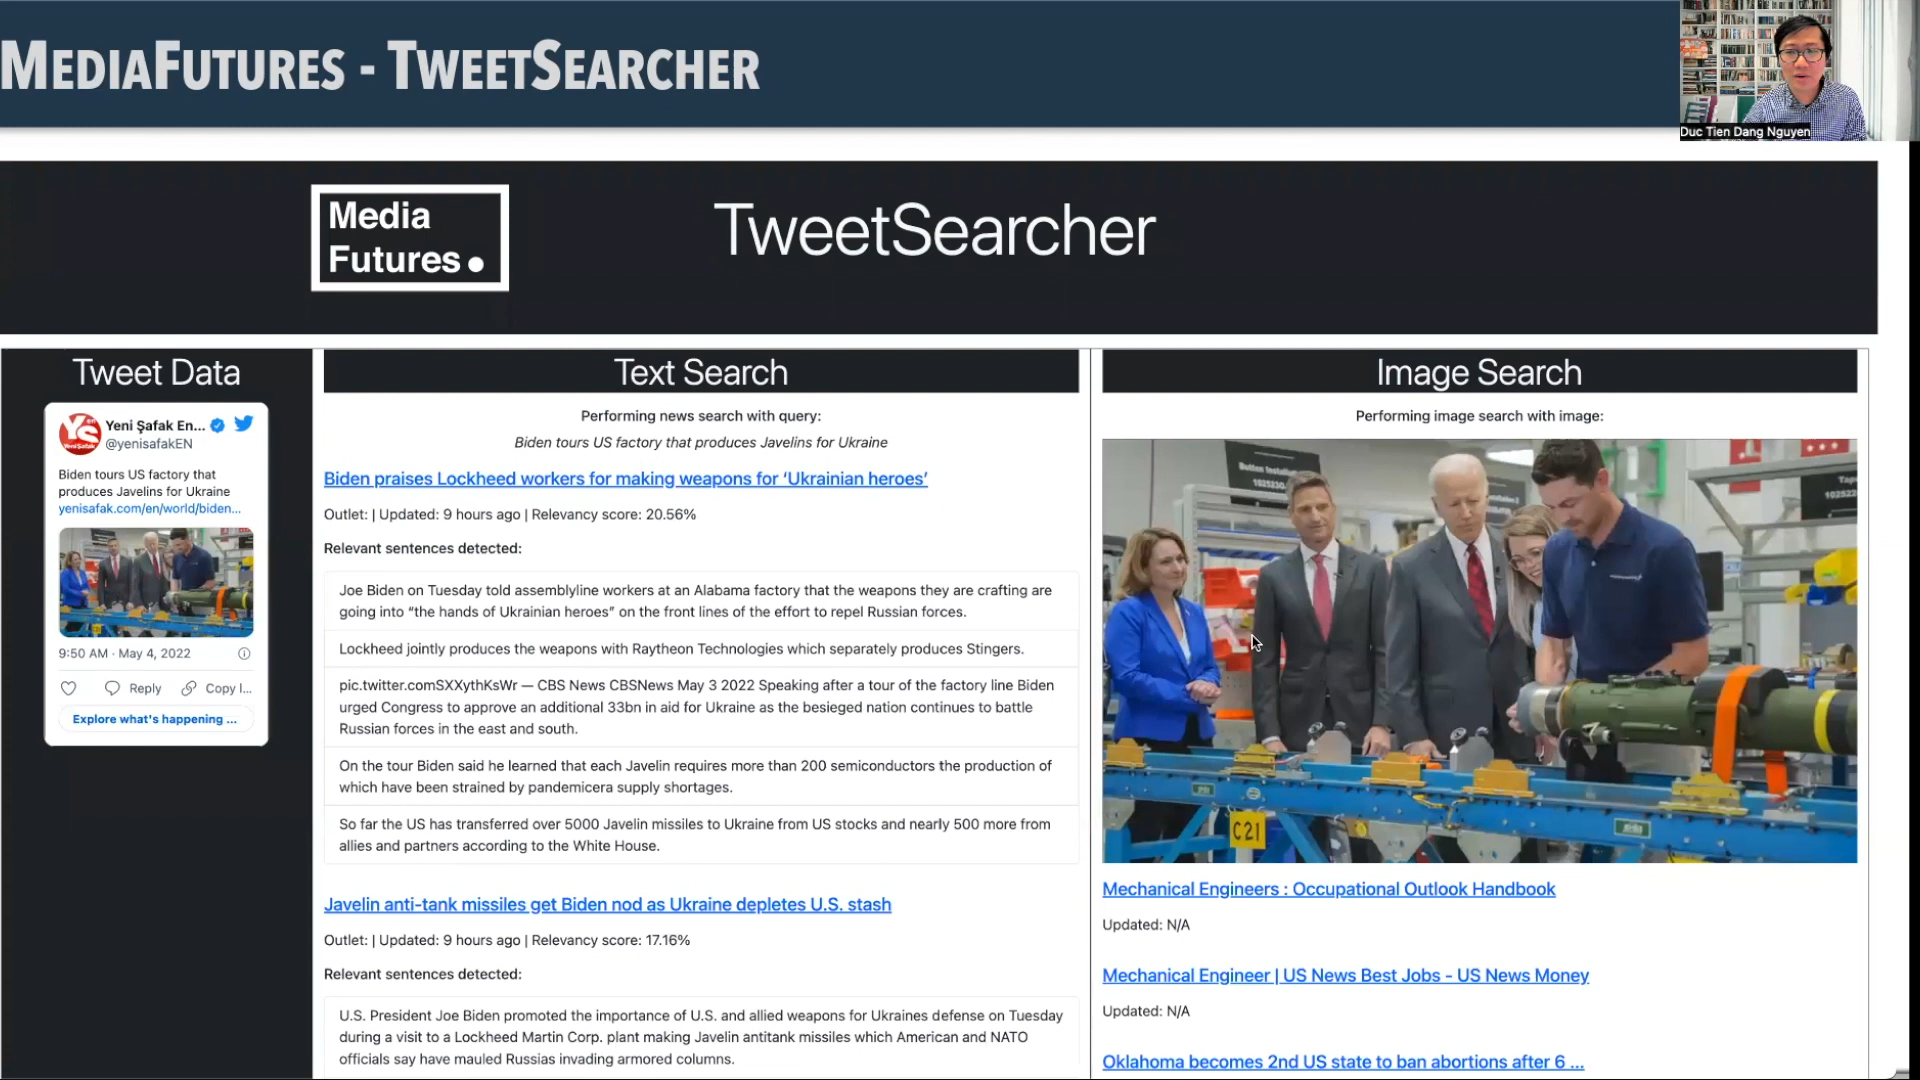 MEDIAFUTURES - TWEETSEARCHER
Duc Tien Dang Nguyen
Media
Futures
TweetSearcher
Tweet Data
Yeni Şafak En...
@yenisafakEN
Biden tours US factory that
produces Javelins for Ukraine
yenisafak.com/en/world/biden...
9:50 AM · May 4, 2022
Reply
Copy l...
Explore what's happening ...
Text Search
Performing news search with query:
Biden tours US factory that produces Javelins for Ukraine
Biden praises Lockheed workers for making weapons for ‘Ukrainian heroes’
Outlet: | Updated: 9 hours ago | Relevancy score: 20.56%
Relevant sentences detected:
Joe Biden on Tuesday told assemblyline workers at an Alabama factory that the weapons they are crafting are
going into “the hands of Ukrainian heroes” on the front lines of the effort to repel Russian forces.
Lockheed jointly produces the weapons with Raytheon Technologies which separately produces Stingers.
pic.twitter.comSXXythKsWr — CBS News CBSNews May 3 2022 Speaking after a tour of the factory line Biden
urged Congress to approve an additional 33bn in aid for Ukraine as the besieged nation continues to battle
Russian forces in the east and south.
On the tour Biden said he learned that each Javelin requires more than 200 semiconductors the production of
which have been strained by pandemicera supply shortages.
So far the US has transferred over 5000 Javelin missiles to Ukraine from US stocks and nearly 500 more from
allies and partners according to the White House.
Javelin anti-tank missiles get Biden nod as Ukraine depletes U.S. stash
Outlet: | Updated: 9 hours ago | Relevancy score: 17.16%
Relevant sentences detected:
U.S. President Joe Biden promoted the importance of U.S. and allied weapons for Ukraines defense on Tuesday
during a visit to a Lockheed Martin Corp. plant making Javelin antitank missiles which American and NATO
officials say have mauled Russias invading armored columns.
Image Search
Performing image search with image:
Button
C21
Mechanical Engineers : Occupational Outlook Handbook
Updated: N/A
Mechanical Engineer | US News Best Jobs - US News Money
Updated: N/A
Oklahoma becomes 2nd US state to ban abortions after 6 ...